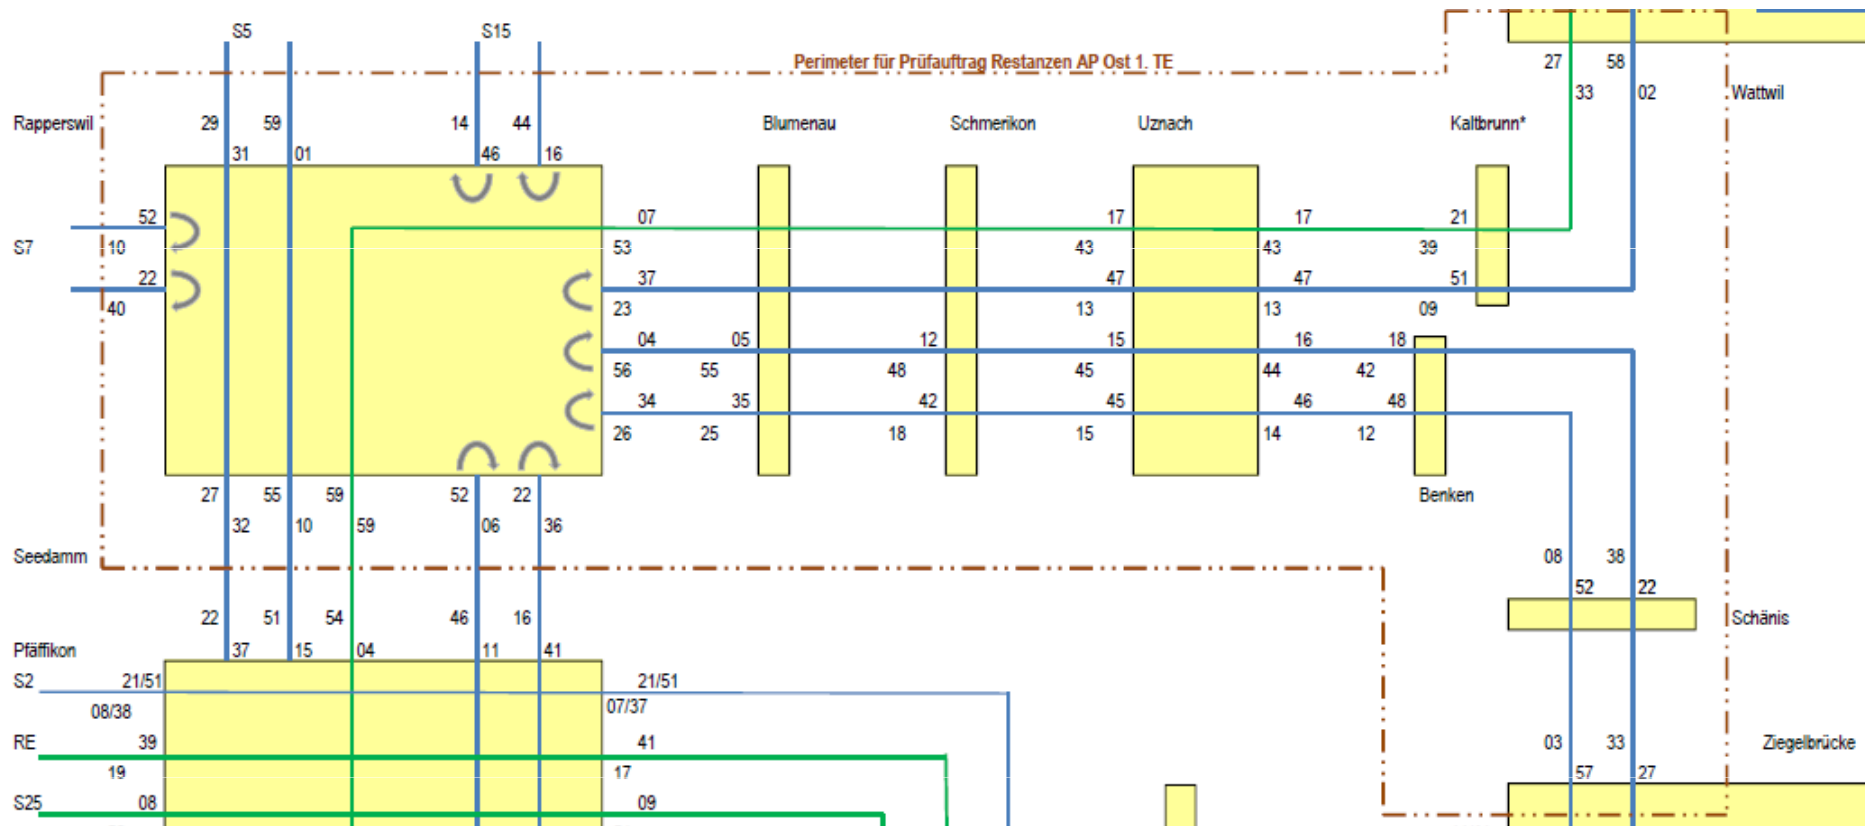 S5 S15
Perimeter für Prüfauftrag Restanzen AP Ost 1. TE
27 58
33 02 Wattwil
Rapperswil 29 59 14 44 Blumenau Schmerikon Uznach Kaltbrunn*
31 01 46 16
52 07 17 17 21
S7 10 53 43 43 39
22 37 47 47 51
40 23 13 13 09
04 05 12 15 16 18
56 55 48 45 44 42
34 35 42 45 46 48
26 25 18 15 14 12
27 55 59 52 22 Benken
32 10 59 06 36
Seedamm 08 38
52 22
22 51 54 46 16 Schänis
Pfäffikon 37 15 04 11 41
S2 21/51 21/51
08/38 07/37
RE 39 41 03 33 Ziegelbrücke
19 17 57 27
S25 08 09